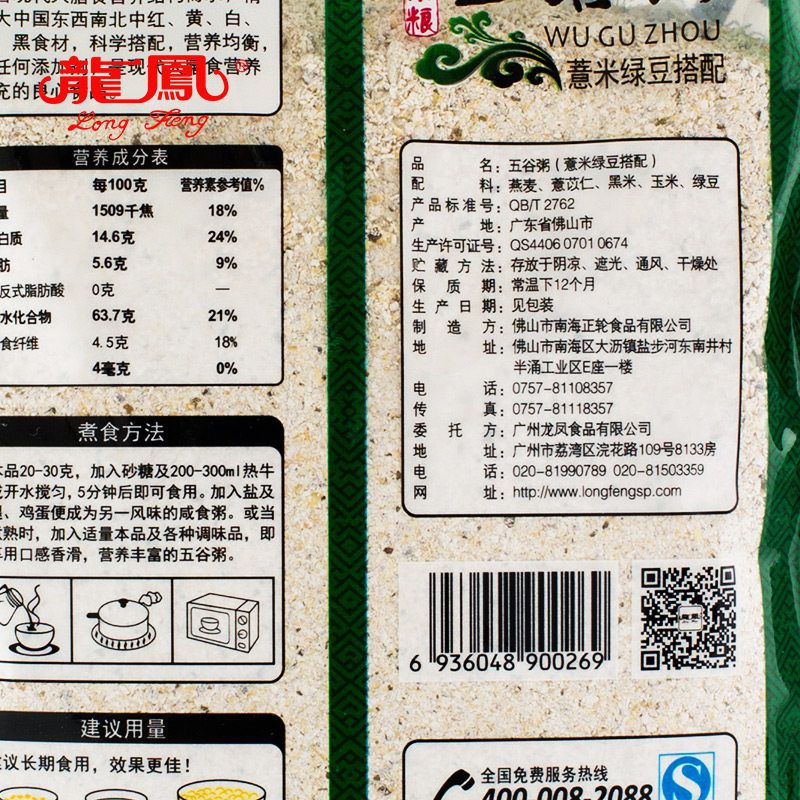 大中国东西南北中红、黄、白、
黑食材，科学搭配，营养均衡，
龍鳳
Long Feng
营养成分表
目 每100克 营养素参考值%
量 1509千焦 18%
白质 14.6克 24%
肪 5.6克 9%
反式脂肪酸 0克 —
水化合物 63.7克 21%
食纤维 4.5克 18%
4毫克 0%
煮食方法
本品20-30克，加入砂糖及200-300ml热牛
或开水搅匀，5分钟后即可食用。加入盐及
、鸡蛋便成为另一风味的咸食粥。或当
煮熟时，加入适量本品及各种调味品，即
享用口感香滑，营养丰富的五谷粥。
建议用量
建议长期食用，效果更佳！
粮
WU GU ZHOU
薏米绿豆搭配
品名：五谷粥（薏米绿豆搭配）
配料：燕麦、薏苡仁、黑米、玉米、绿豆
产品标准号：QB/T 2762
产地：广东省佛山市
生产许可证号：QS4406 0701 0674
贮藏方法：存放于阴凉、遮光、通风、干燥处
保质期：常温下12个月
生产日期：见包装
制造方：佛山市南海正轮食品有限公司
地址：佛山市南海区大沥镇盐步河东南井村
半涌工业区E座一楼
电话：0757-81108357
传真：0757-81118357
委托方：广州龙凤食品有限公司
地址：广州市荔湾区浣花路109号8133房
电话：020-81990789 020-81503359
网址：http://www.longfengsp.com
6 936048 900269
全国免费服务热线
400-008-2088